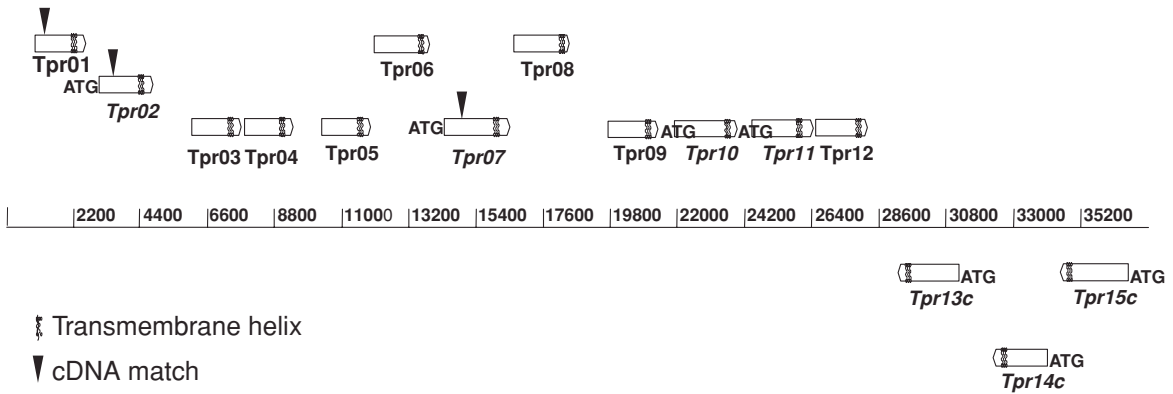 Tpr06 Tpr08
Tpr01
ATG Tpr02
ATG Tpr07
Tpr03 Tpr04 Tpr05
Tpr09 ATG Tpr10 ATG Tpr11 Tpr12
2200 4400 6600 8800 11000 13200 15400 17600 19800 22000 24200 26400 28600 30800 33000 35200
ATG ATG
Tpr13c Tpr15c
Transmembrane helix
ATG
cDNA match
Tpr14c